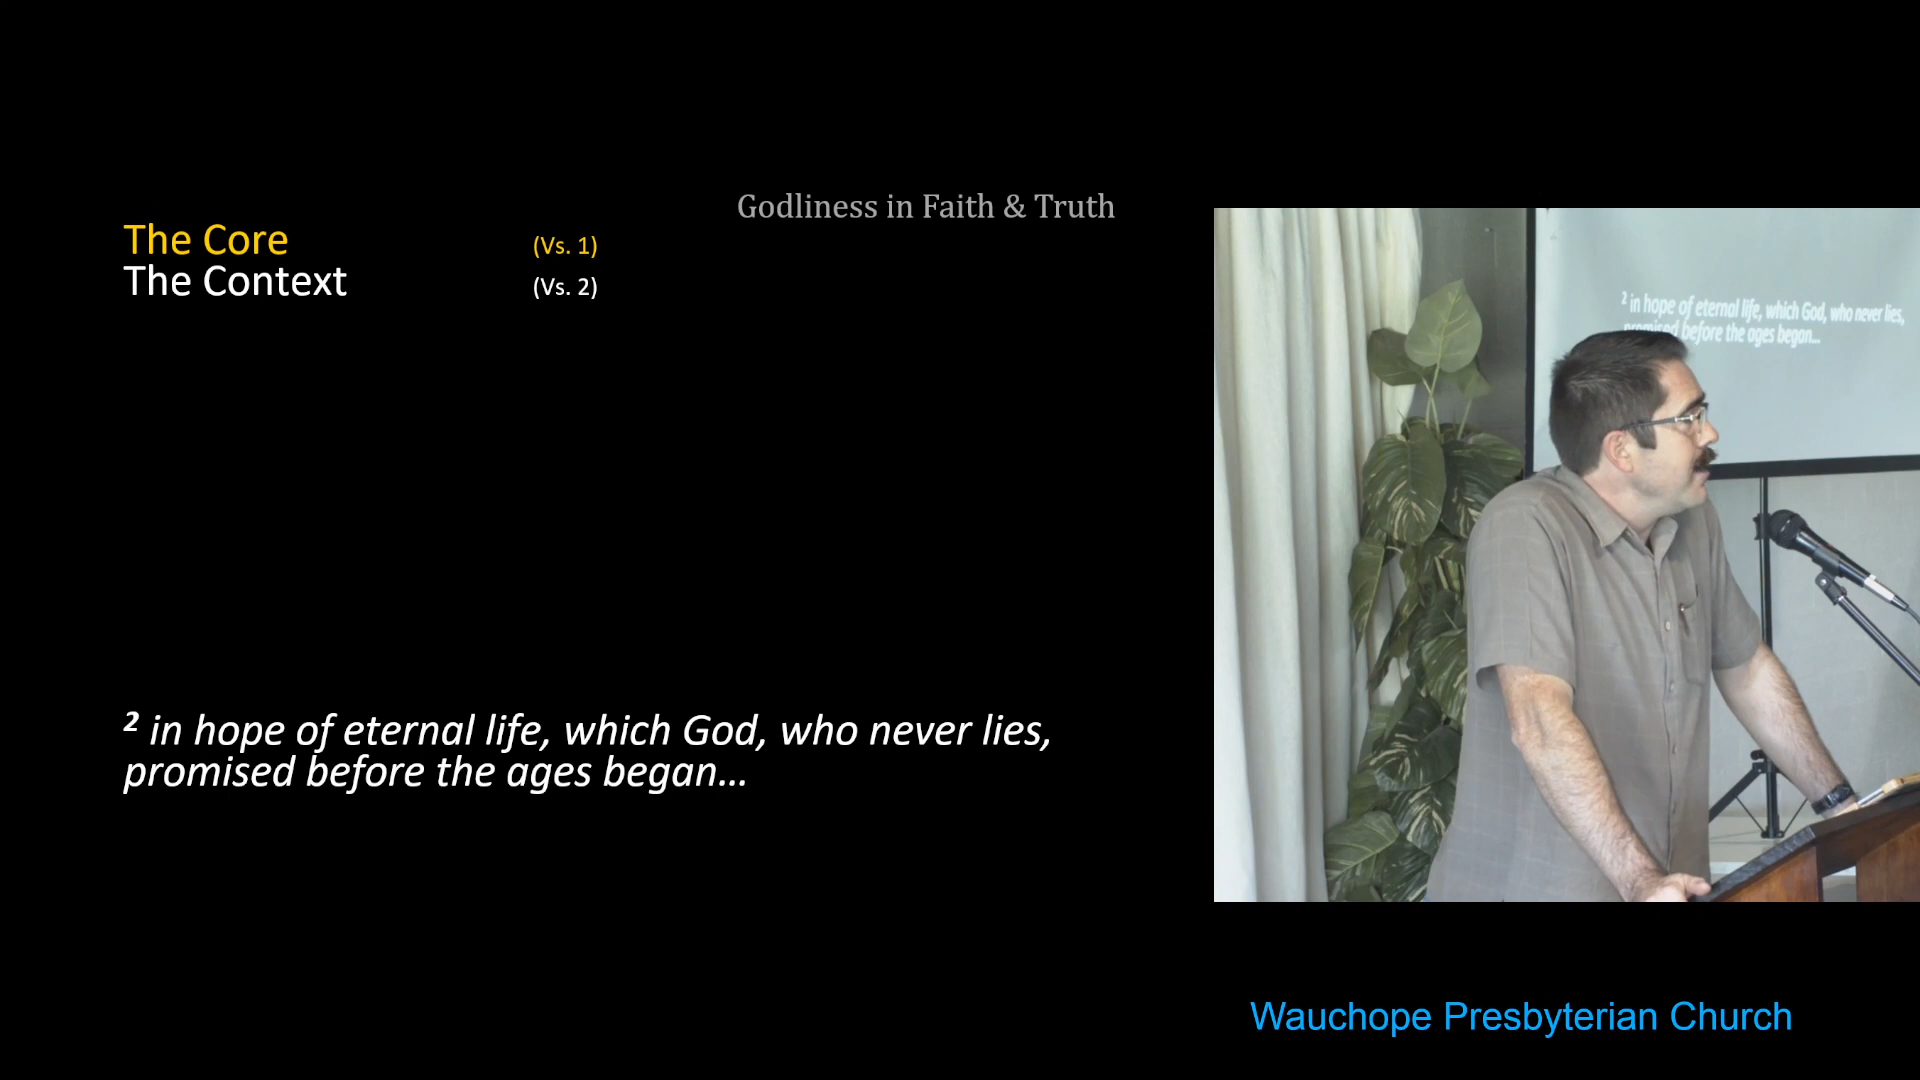 Godliness in Faith & Truth
The Core (Vs. 1)
The Context (Vs. 2)
² in hope of eternal life, which God, who never lies,
promised before the ages began...
² in hope of eternal life, which God, who never lies,
promised before the ages began...
Wauchope Presbyterian Church